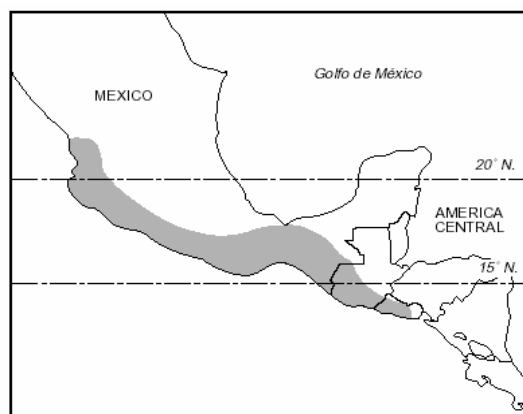 Golfo de México
MEXICO
20° N.
AMERICA
CENTRAL
15° N.